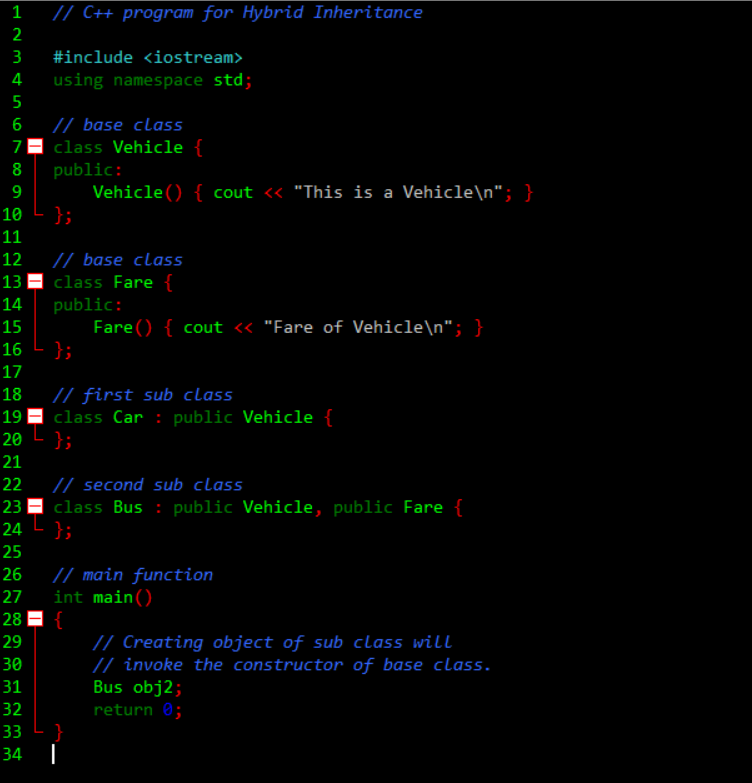 1 // C++ program for Hybrid Inheritance
2
3 #include <iostream>
4 using namespace std;
5
6 // base class
7 class Vehicle {
8 public:
9     Vehicle() { cout << "This is a Vehicle\n"; }
10 };
11
12 // base class
13 class Fare {
14 public:
15     Fare() { cout << "Fare of Vehicle\n"; }
16 };
17
18 // first sub class
19 class Car : public Vehicle {
20 };
21
22 // second sub class
23 class Bus : public Vehicle, public Fare {
24 };
25
26 // main function
27 int main()
28 {
29     // Creating object of sub class will
30     // invoke the constructor of base class.
31     Bus obj2;
32     return 0;
33 }
34